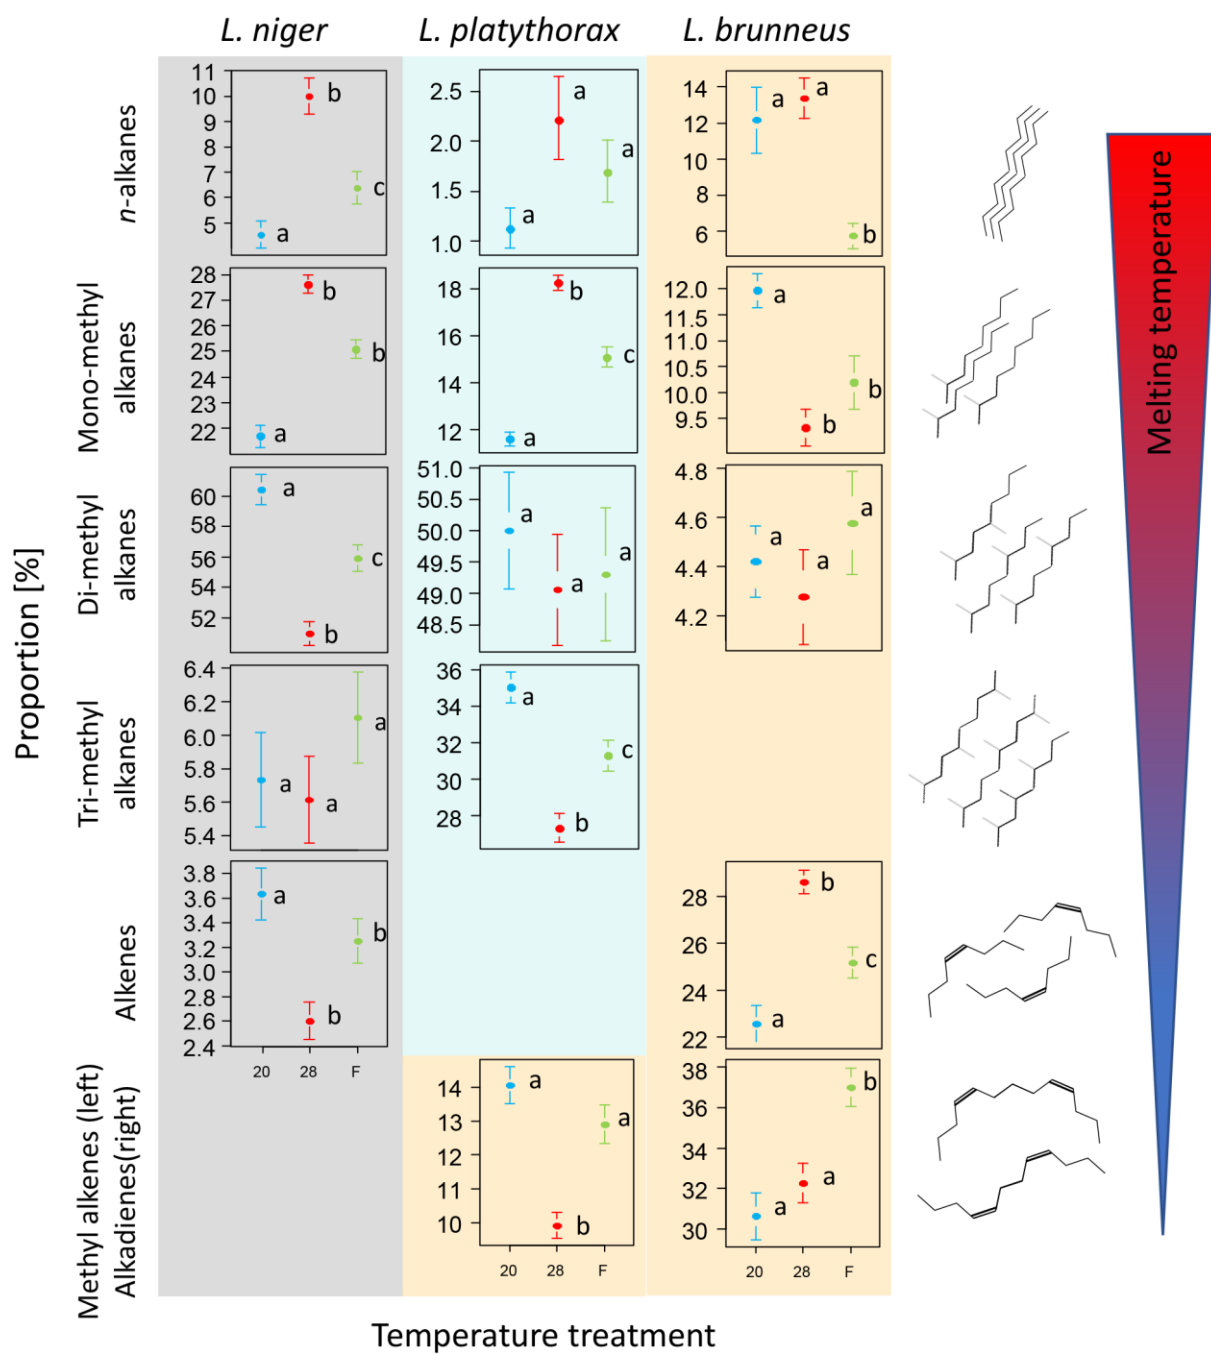 L. niger
L. platythorax
L. brunneus
n-alkanes
11
10
9
8
7
6
5
a
b
c
2.5
2.0
1.5
1.0
a
a
a
14
12
10
8
6
a
a
b
Mono-methyl
alkanes
28
27
26
25
24
23
22
a
b
b
18
16
14
12
a
b
c
12.0
11.5
11.0
10.5
10.0
9.5
a
b
b
Di-methyl
alkanes
60
58
56
54
52
a
b
c
51.0
50.5
50.0
49.5
49.0
48.5
a
a
a
4.8
4.6
4.4
4.2
a
a
a
Tri-methyl
alkanes
6.4
6.2
6.0
5.8
5.6
5.4
a
a
a
36
34
32
30
28
a
b
c
Alkenes
3.8
3.6
3.4
3.2
3.0
2.8
2.6
2.4
a
b
b
20
28
F
28
26
24
22
a
b
c
Methyl alkenes (left)
Alkadienes(right)
14
13
12
11
10
a
b
a
20
28
F
38
36
34
32
30
a
a
b
20
28
F
Proportion [%]
Temperature treatment
Melting temperature